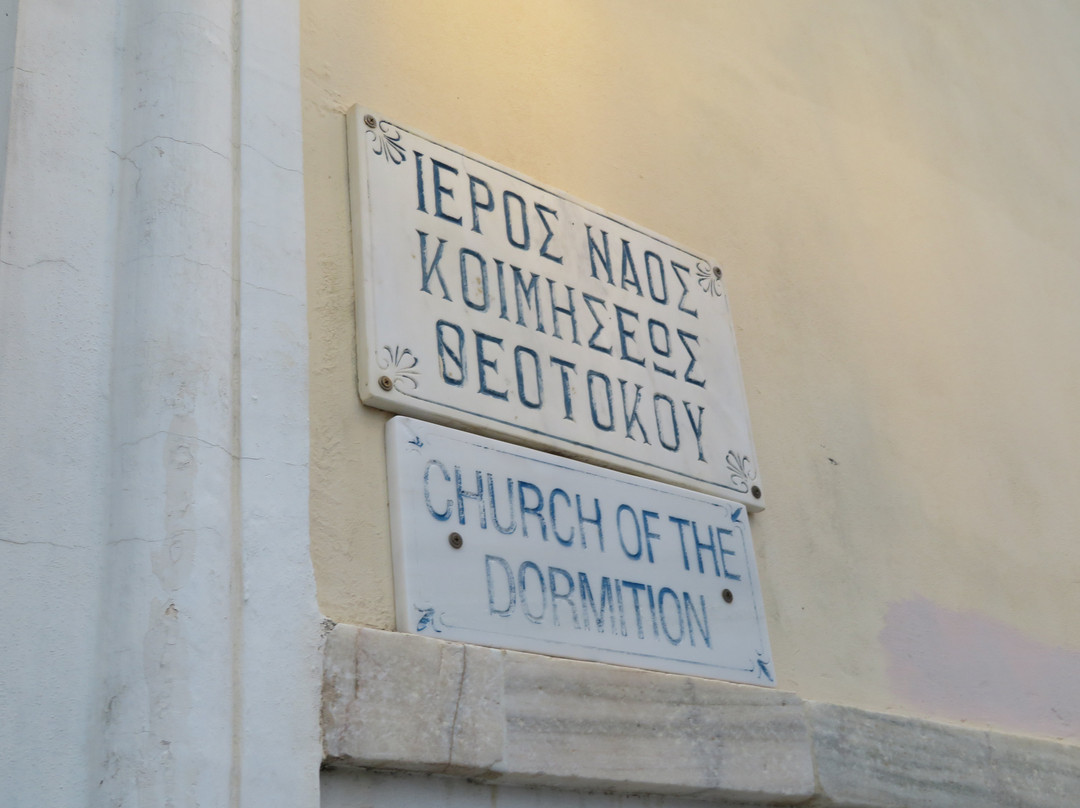 ΙΕΡΟΣ ΝΑΟΣ
ΚΟΙΜΗΣΕΩΣ
ΘΕΟΤΟΚΟΥ
CHURCH OF THE
DORMITION